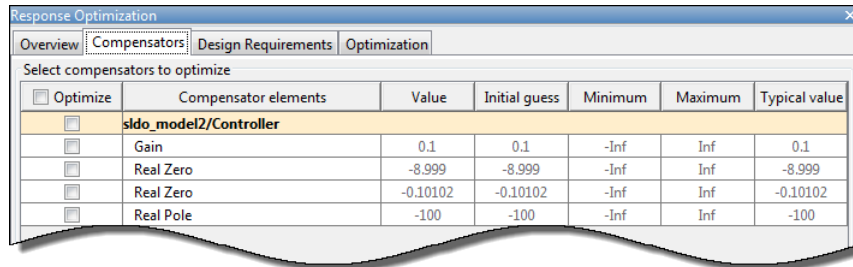 Response Optimization
Overview Compensators Design Requirements Optimization
Select compensators to optimize
Optimize Compensator elements Value Initial guess Minimum Maximum Typical value
sldo_model2/Controller
Gain 0.1 0.1 -Inf Inf 0.1
Real Zero -8.999 -8.999 -Inf Inf -8.999
Real Zero -0.10102 -0.10102 -Inf Inf -0.10102
Real Pole -100 -100 -Inf Inf -100